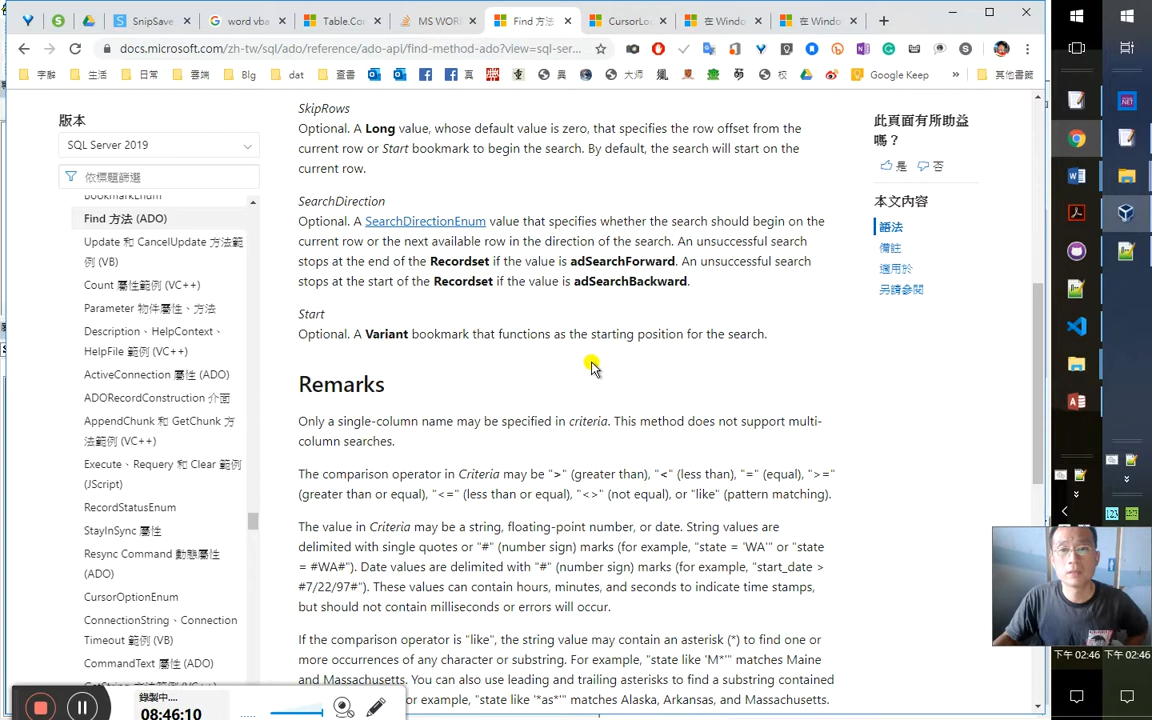 SnipSave
word vba
Table.Co
MS WOR
Find 方法
CursorLo
在 Windo
在 Windo
docs.microsoft.com/zh-tw/sql/ado/reference/ado-api/find-method-ado?view=sql-ser...
字辭
生活
日常
雲端
Blg
dat
查書
真
異
大师
Google Keep
»
其他書籤
版本
SQL Server 2019
依標題篩選
BookmarkEnum
Find 方法 (ADO)
Update 和 CancelUpdate 方法範
例 (VB)
Count 屬性範例 (VC++)
Parameter 物件屬性、方法
Description、HelpContext、
HelpFile 範例 (VC++)
ActiveConnection 屬性 (ADO)
ADORecordConstruction 介面
AppendChunk 和 GetChunk 方
法範例 (VC++)
Execute、Requery 和 Clear 範例
(JScript)
RecordStatusEnum
StayInSync 屬性
Resync Command 動態屬性
(ADO)
CursorOptionEnum
ConnectionString、Connection
Timeout 範例 (VB)
CommandText 屬性 (ADO)
SkipRows
Optional. A Long value, whose default value is zero, that specifies the row offset from the
current row or Start bookmark to begin the search. By default, the search will start on the
current row.
SearchDirection
Optional. A SearchDirectionEnum value that specifies whether the search should begin on the
current row or the next available row in the direction of the search. An unsuccessful search
stops at the end of the Recordset if the value is adSearchForward. An unsuccessful search
stops at the start of the Recordset if the value is adSearchBackward.
Start
Optional. A Variant bookmark that functions as the starting position for the search.
Remarks
Only a single-column name may be specified in criteria. This method does not support multi-
column searches.
The comparison operator in Criteria may be ">" (greater than), "<" (less than), "=" (equal), ">="
(greater than or equal), "<=" (less than or equal), "<>" (not equal), or "like" (pattern matching).
The value in Criteria may be a string, floating-point number, or date. String values are
delimited with single quotes or "#" (number sign) marks (for example, "state = 'WA'" or "state
= #WA#"). Date values are delimited with "#" (number sign) marks (for example, "start_date >
#7/22/97#"). These values can contain hours, minutes, and seconds to indicate time stamps,
but should not contain milliseconds or errors will occur.
If the comparison operator is "like", the string value may contain an asterisk (*) to find one or
more occurrences of any character or substring. For example, "state like 'M*'" matches Maine
and Massachusetts. You can also use leading and trailing asterisks to find a substring contained
or example, "state like '*as*'" matches Alaska, Arkansas, and Massachusetts.
此頁面有所助益
嗎？
是
否
本文內容
語法
備註
適用於
另請參閱
錄製中....
08:46:10
下午 02:46
下午 02:46